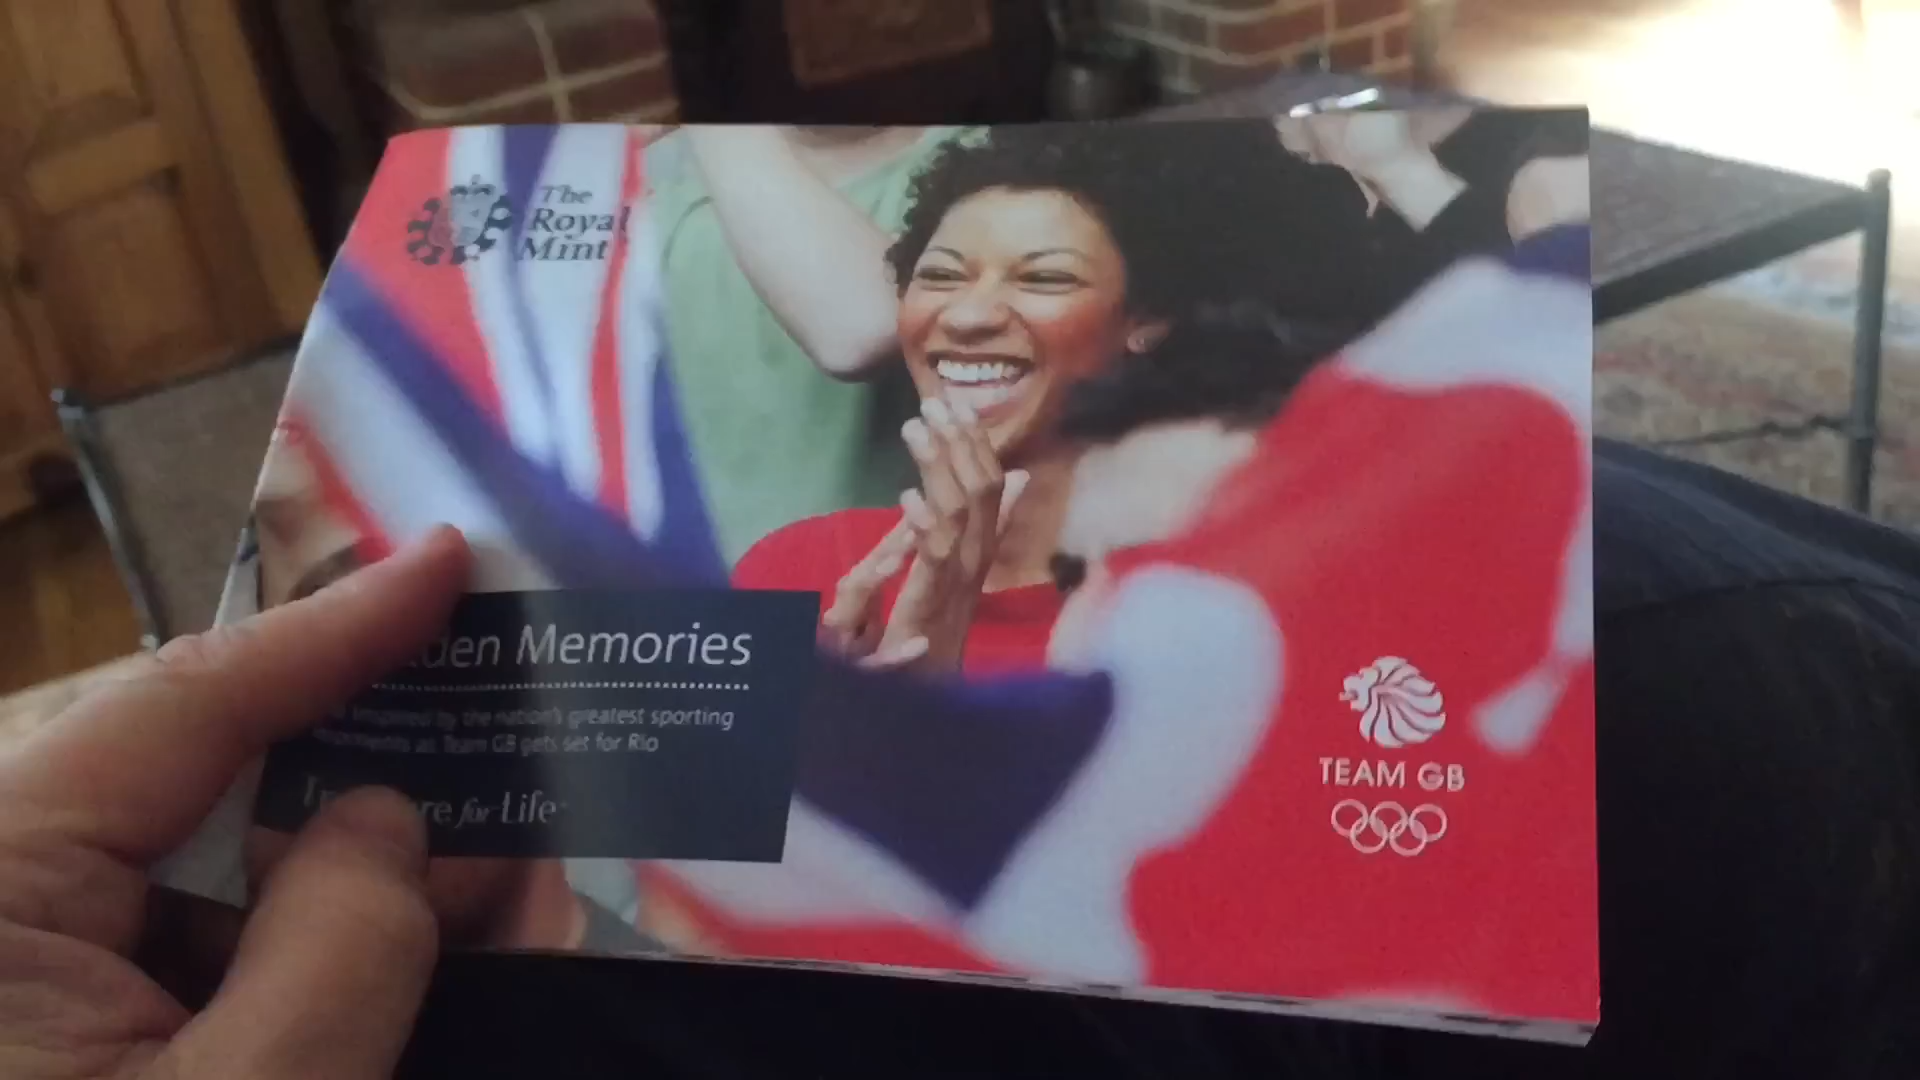 The
Royal
Mint
den Memories
inspired by the nation's greatest sporting
moments as Team GB gets set for Rio
for Life
TEAM GB